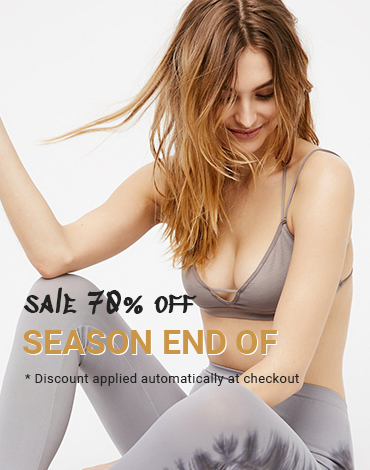 SALE 70% OFF
SEASON END OF
* Discount applied automatically at checkout